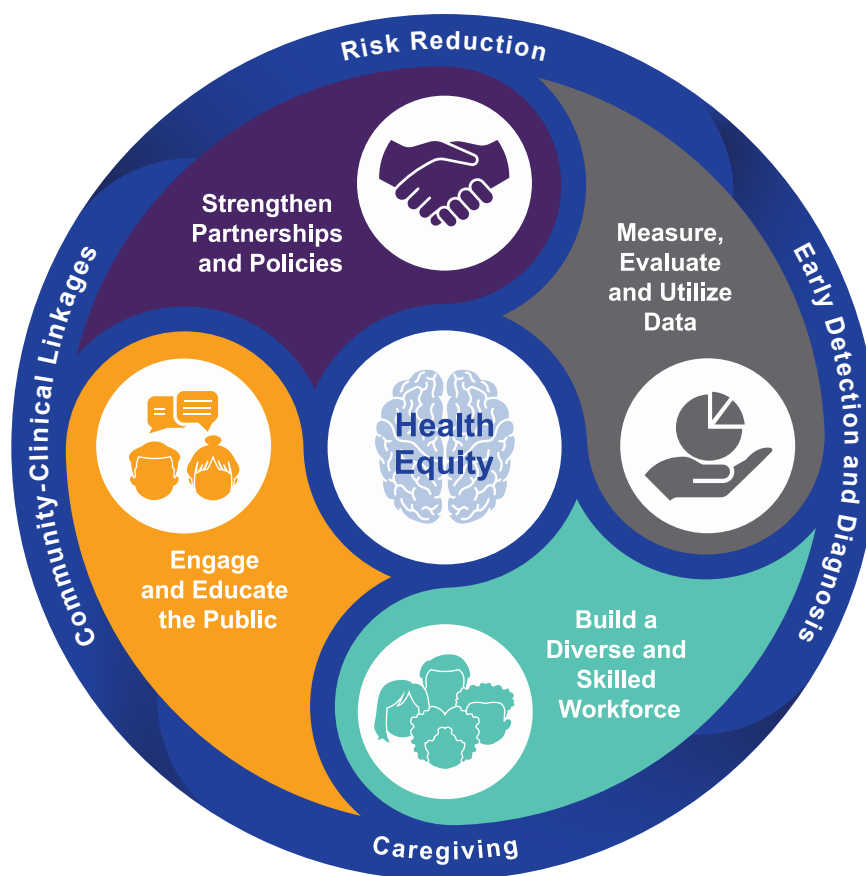 Risk Reduction
Strengthen
Partnerships
and Policies
Measure,
Evaluate
and Utilize
Data
Early Detection and Diagnosis
Community-Clinical Linkages
Health
Equity
Engage
and Educate
the Public
Build a
Diverse and
Skilled
Workforce
Caregiving